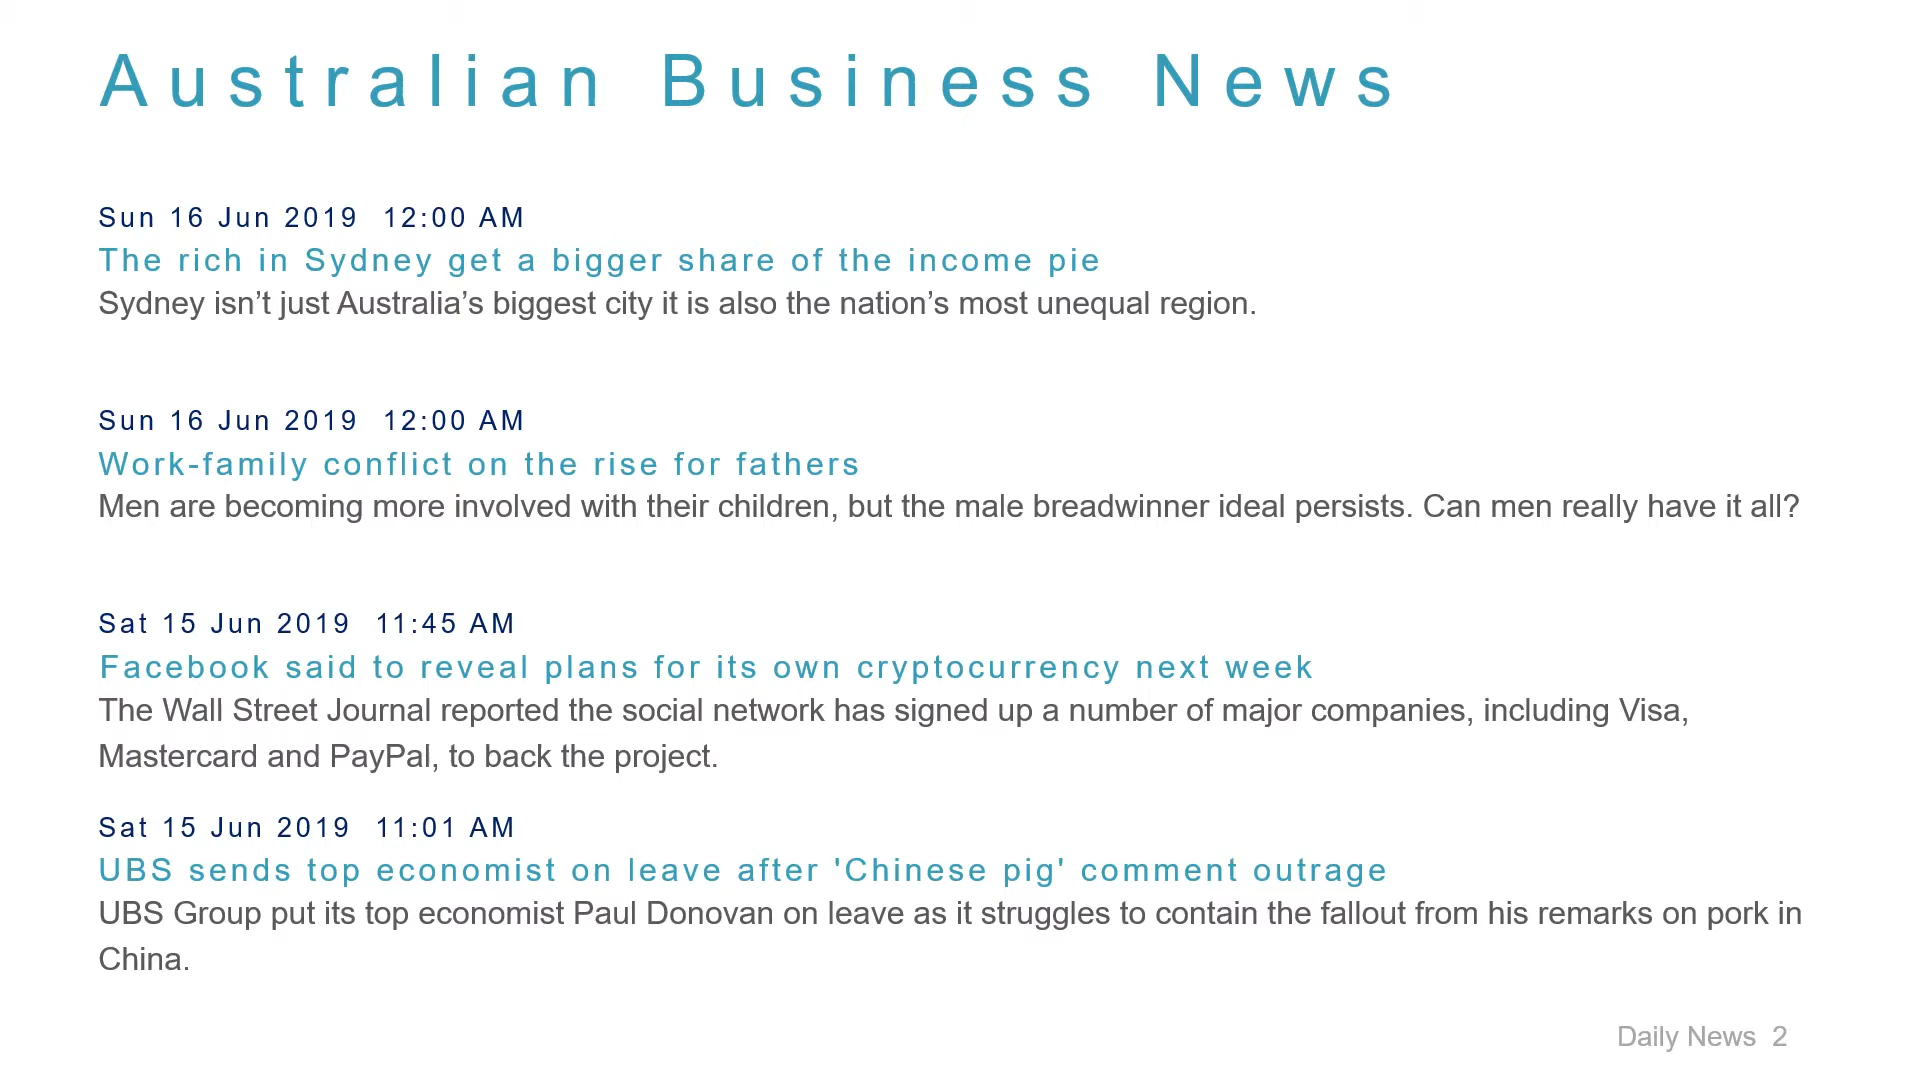 Australian Business News
Sun 16 Jun 2019 12:00 AM
The rich in Sydney get a bigger share of the income pie
Sydney isn’t just Australia’s biggest city it is also the nation’s most unequal region.
Sun 16 Jun 2019 12:00 AM
Work-family conflict on the rise for fathers
Men are becoming more involved with their children, but the male breadwinner ideal persists. Can men really have it all?
Sat 15 Jun 2019 11:45 AM
Facebook said to reveal plans for its own cryptocurrency next week
The Wall Street Journal reported the social network has signed up a number of major companies, including Visa,
Mastercard and PayPal, to back the project.
Sat 15 Jun 2019 11:01 AM
UBS sends top economist on leave after 'Chinese pig' comment outrage
UBS Group put its top economist Paul Donovan on leave as it struggles to contain the fallout from his remarks on pork in
China.
Daily News 2